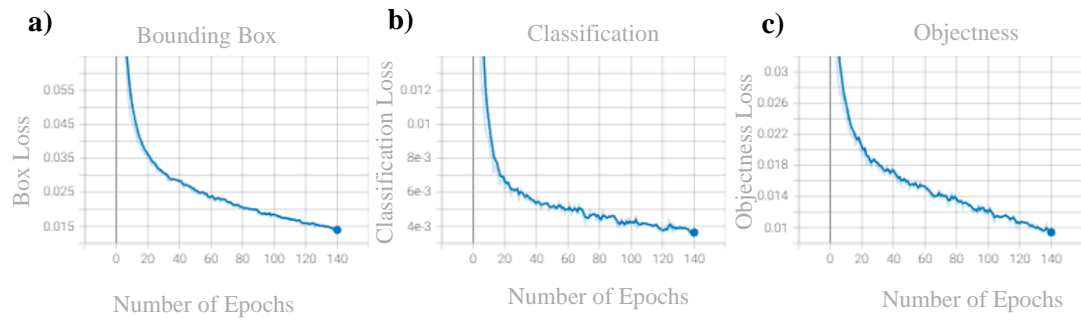 a)
Bounding Box
Box Loss
0.055
0.045
0.035
0.025
0.015
0 20 40 60 80 100 120 140
Number of Epochs
b)
Classification
Classification Loss
0.012
0.01
8e-3
6e-3
4e-3
0 20 40 60 80 100 120 140
Number of Epochs
c)
Objectness
Objectness Loss
0.03
0.026
0.022
0.018
0.014
0.01
0 20 40 60 80 100 120 140
Number of Epochs